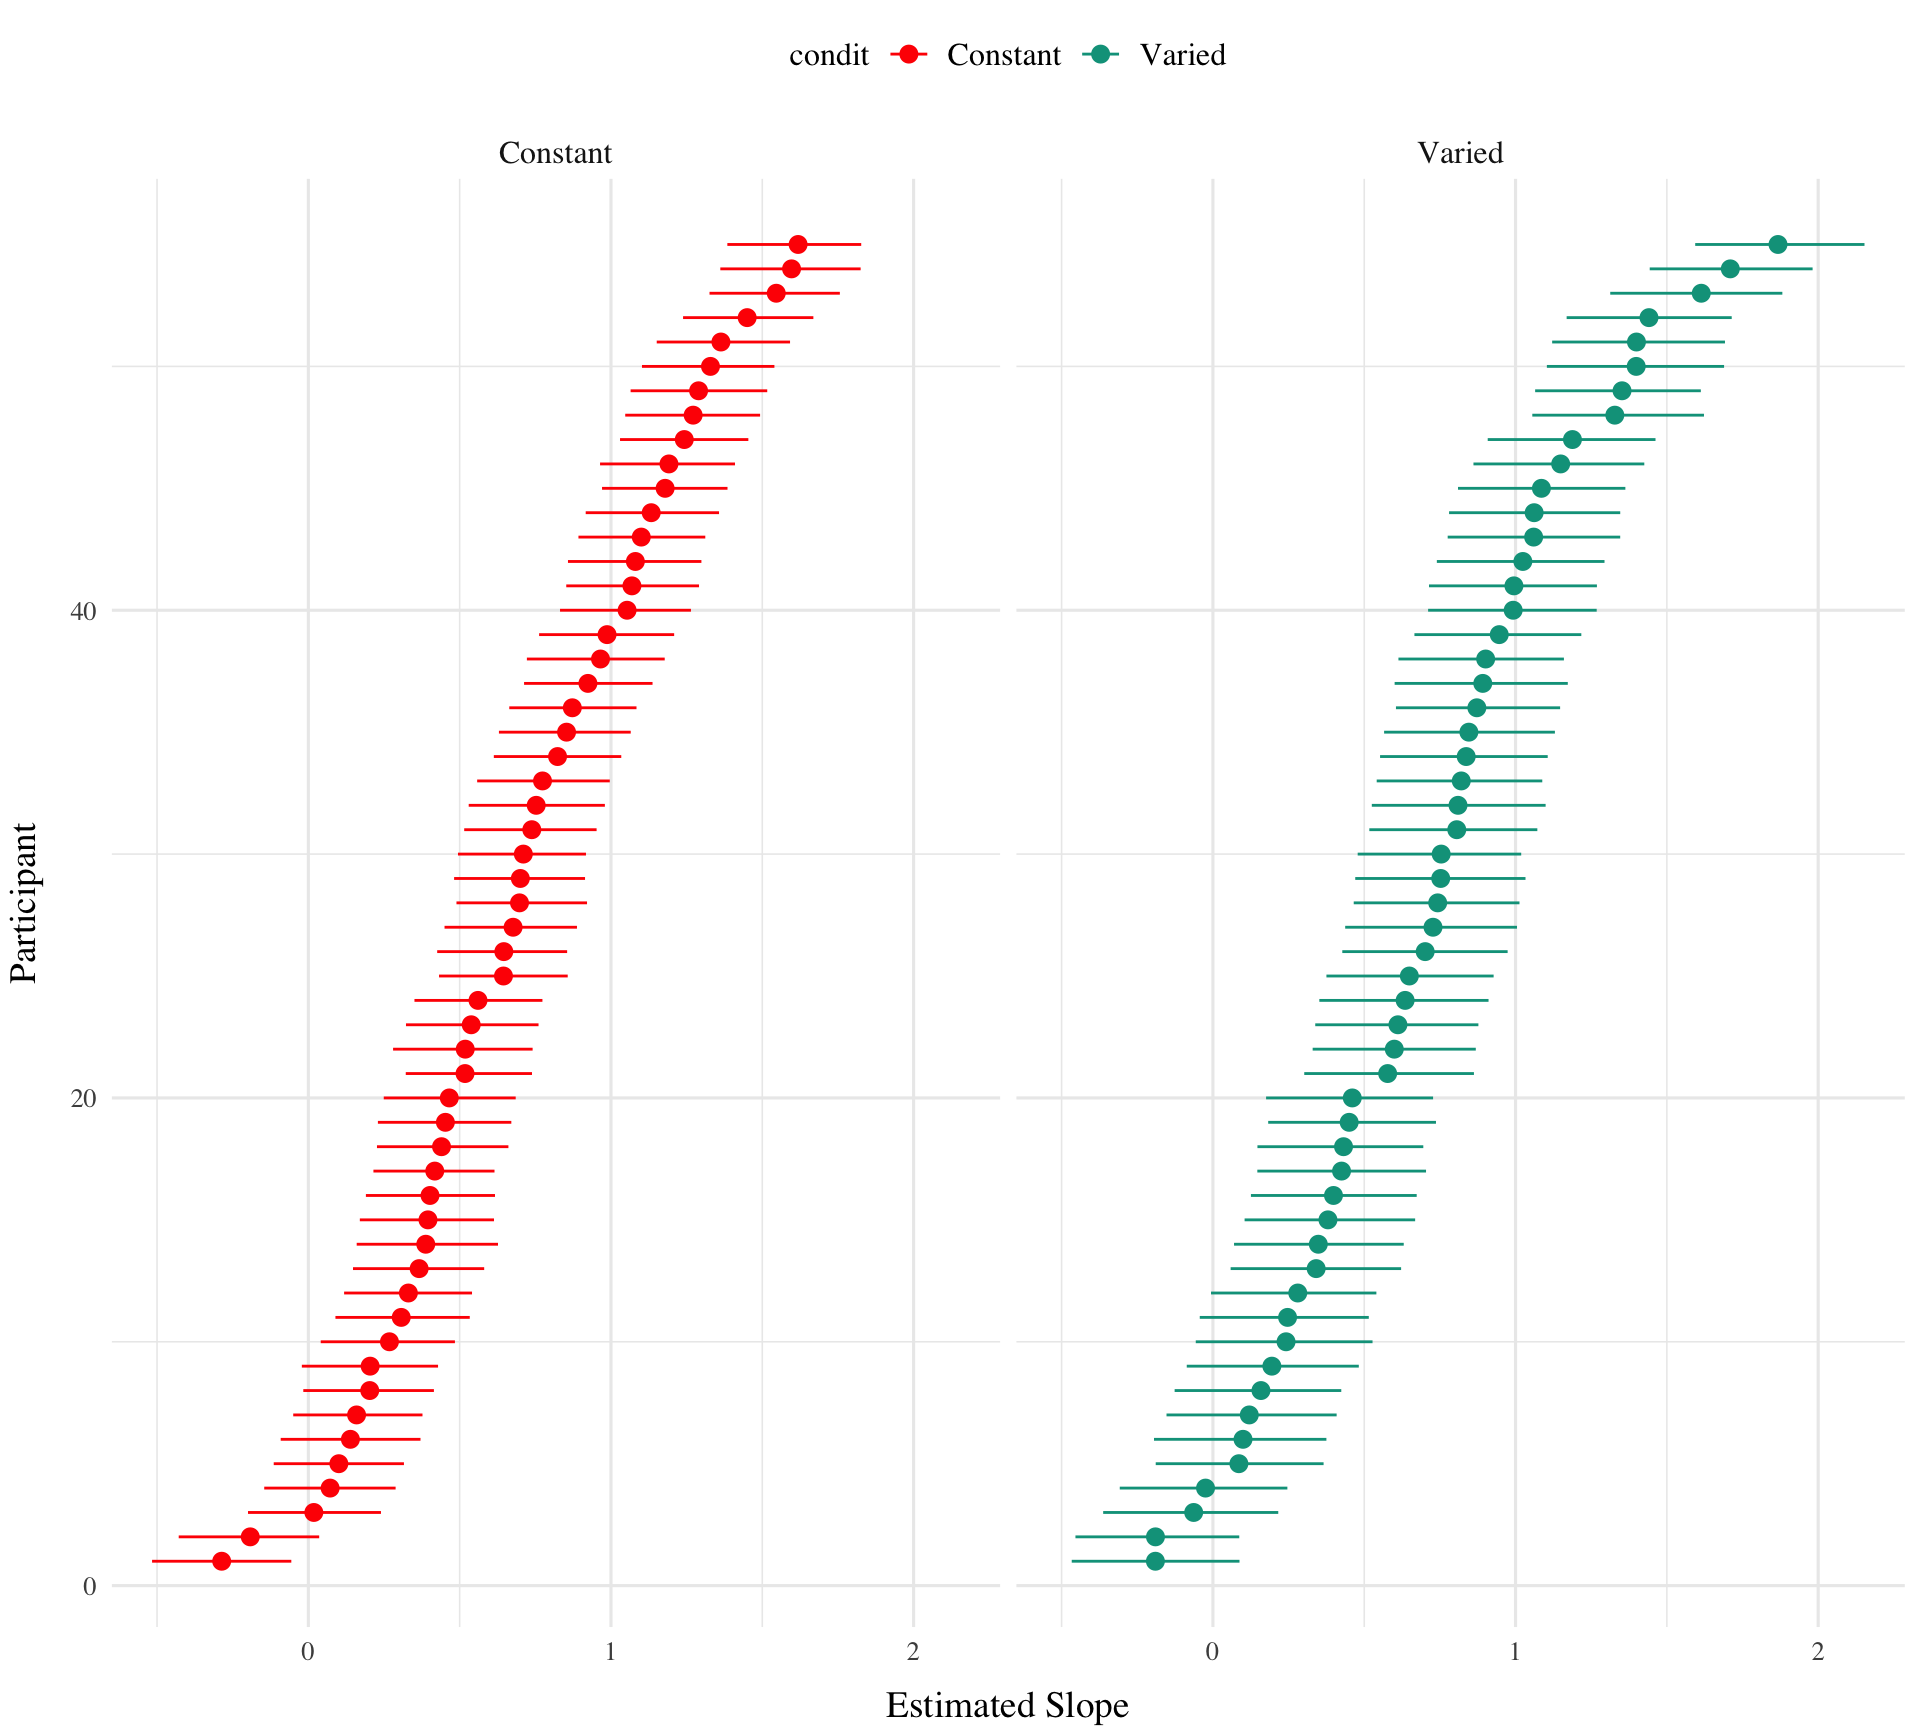 condit Constant Varied
Constant Varied
40
20
0
Participant
0 1 2 0 1 2
Estimated Slope